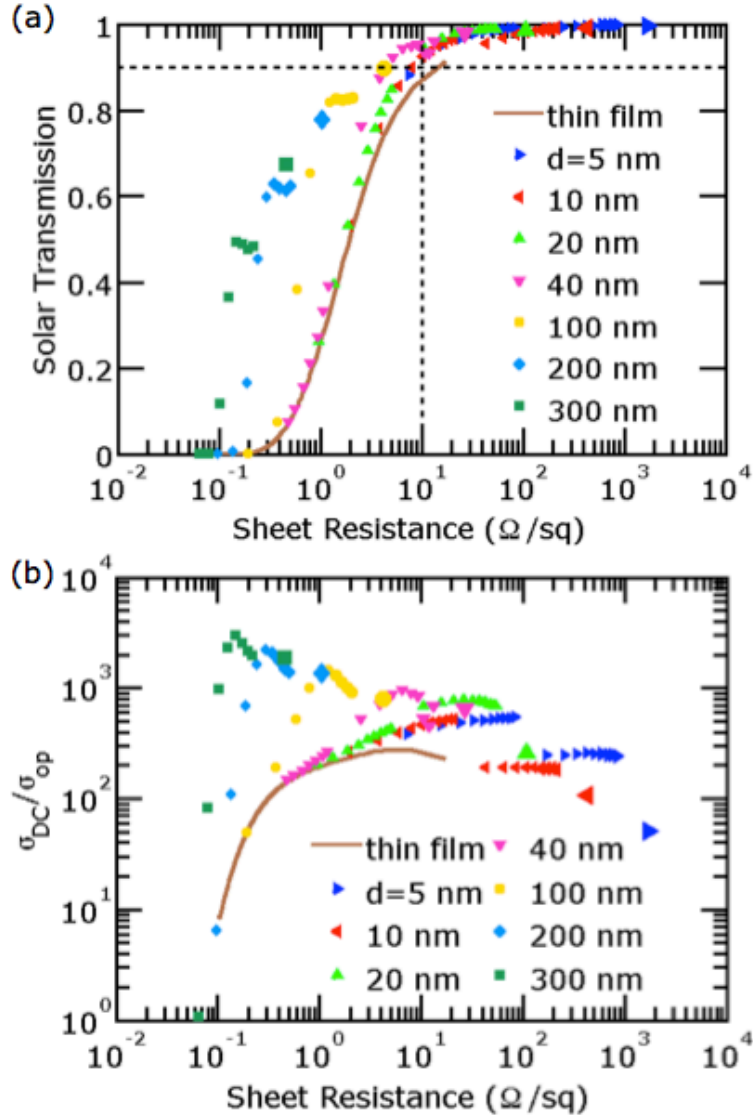 (a)
1
0.8
0.6
0.4
0.2
0
Solar Transmission
thin film
d=5 nm
10 nm
20 nm
40 nm
100 nm
200 nm
300 nm
10⁻² 10⁻¹ 10⁰ 10¹ 10² 10³ 10⁴
Sheet Resistance (Ω/sq)
(b)
10⁴
10³
10²
10¹
10⁰
σDC/σop
thin film 40 nm
d=5 nm 100 nm
10 nm 200 nm
20 nm 300 nm
10⁻² 10⁻¹ 10⁰ 10¹ 10² 10³ 10⁴
Sheet Resistance (Ω/sq)